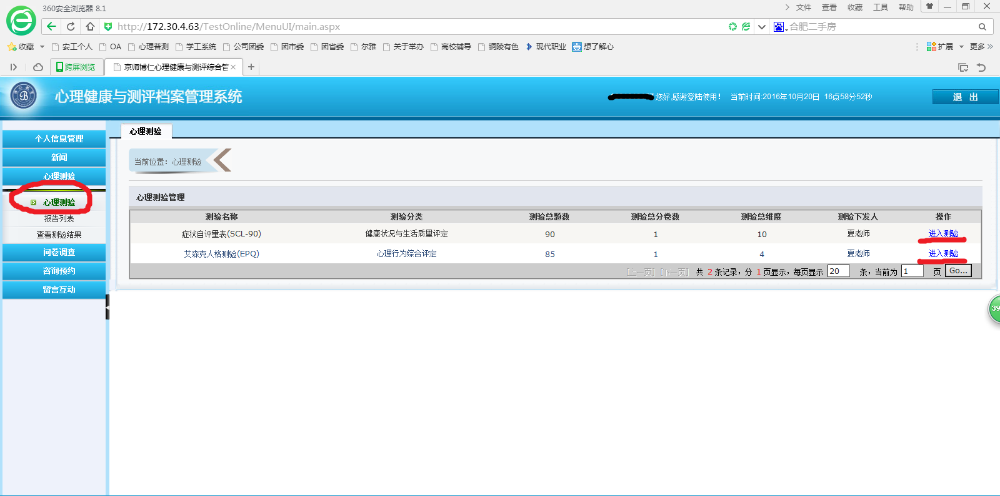 360安全浏览器 8.1
文件 查看 收藏 工具 帮助
http://172.30.4.63/TestOnline/MenuUI/main.aspx
合肥二手房
收藏 安工个人 OA 心理普测 学工系统 公司团委 团市委 团省委 尔雅 关于举办 高校辅导 铜陵有色 现代职业 想了解心 扩展 更多 »
跨屏浏览 京师博仁心理健康与测评综合管
心理健康与测评档案管理系统
您好,感谢登陆使用! 当前时间:2016年10月20日 16点58分52秒
退 出
个人信息管理
新闻
心理测验
心理测验
报告列表
查看测验结果
问卷调查
咨询预约
留言互动
心理测验
当前位置：心理测验
心理测验管理
测验名称 测验分类 测验总题数 测验总分卷数 测验总维度 测验下发人 操作
症状自评量表(SCL-90) 健康状况与生活质量评定 90 1 10 夏老师 进入测验
艾森克人格测验(EPQ) 心理行为综合评定 85 1 4 夏老师 进入测验
[上一页] [下一页] 共 2 条记录，分 1 页显示，每页显示 20 条，当前为 1 页 Go...
39